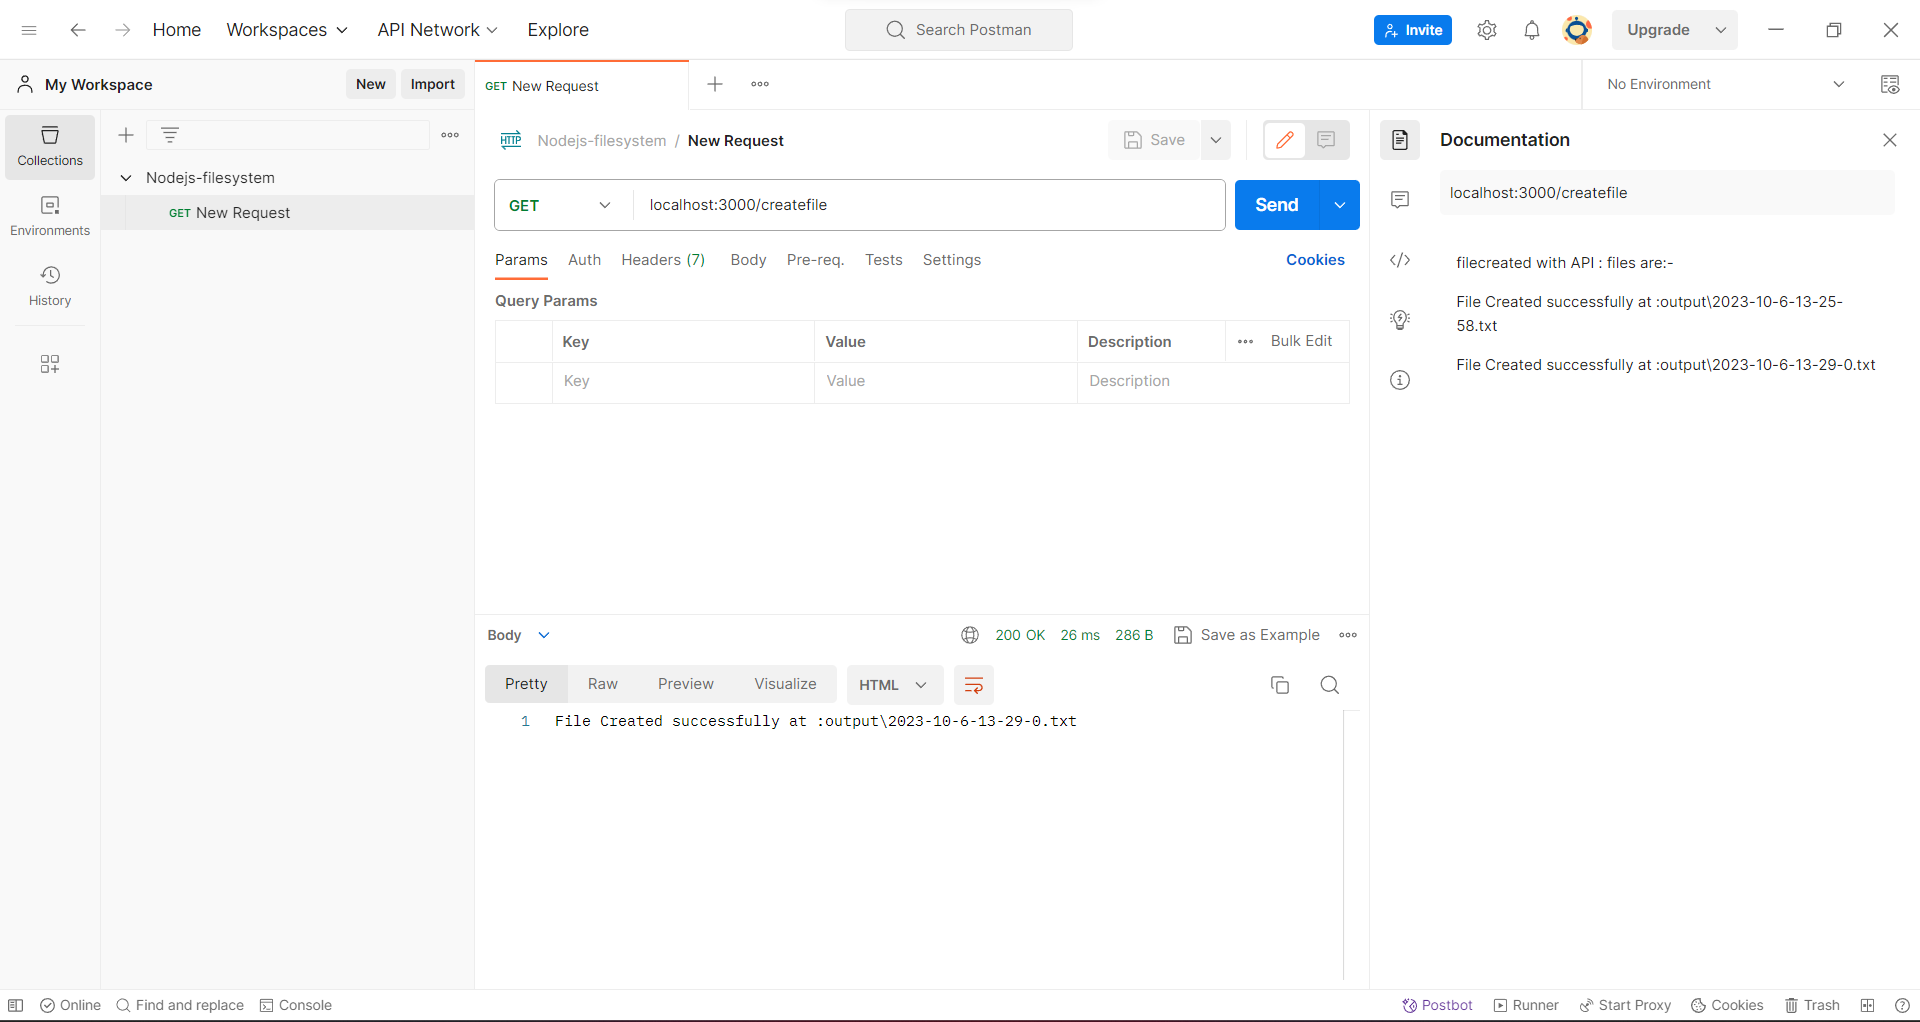 Home Workspaces API Network Explore Search Postman Invite Upgrade
My Workspace New Import GET New Request No Environment
Collections
Environments
History
Nodejs-filesystem
GET New Request
HTTP Nodejs-filesystem / New Request Save
GET localhost:3000/createfile Send
Params Auth Headers (7) Body Pre-req. Tests Settings Cookies
Query Params
Key Value Description Bulk Edit
Key Value Description
Documentation
localhost:3000/createfile
filecreated with API : files are:-
File Created successfully at :output\2023-10-6-13-25-
58.txt
File Created successfully at :output\2023-10-6-13-29-0.txt
Body 200 OK 26 ms 286 B Save as Example
Pretty Raw Preview Visualize HTML
1 File Created successfully at :output\2023-10-6-13-29-0.txt
Online Find and replace Console Postbot Runner Start Proxy Cookies Trash